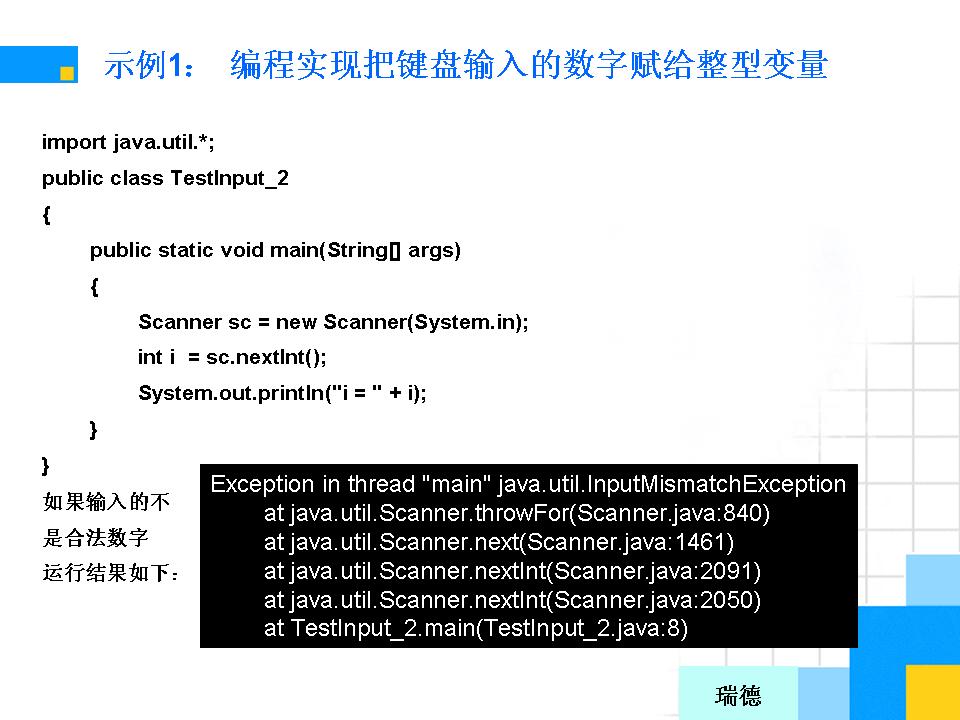 示例1： 编程实现把键盘输入的数字赋给整型变量
import java.util.*;
public class TestInput_2
{
public static void main(String[] args)
{
Scanner sc = new Scanner(System.in);
int i  = sc.nextInt();
System.out.println("i = " + i);
}
}
如果输入的不
是合法数字
运行结果如下：
Exception in thread "main" java.util.InputMismatchException
at java.util.Scanner.throwFor(Scanner.java:840)
at java.util.Scanner.next(Scanner.java:1461)
at java.util.Scanner.nextInt(Scanner.java:2091)
at java.util.Scanner.nextInt(Scanner.java:2050)
at TestInput_2.main(TestInput_2.java:8)
瑞德